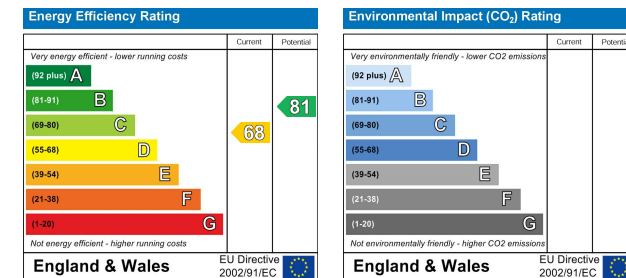 Energy Efficiency Rating
Current Potential
Very energy efficient - lower running costs
(92 plus) A
(81-91) B
81
(69-80) C
68
(55-68) D
(39-54) E
(21-38) F
(1-20) G
Not energy efficient - higher running costs
England & Wales
EU Directive
2002/91/EC
Environmental Impact (CO2) Rating
Current
Very environmentally friendly - lower CO2 emissions
(92 plus) A
(81-91) B
(69-80) C
(55-68) D
(39-54) E
(21-38) F
(1-20) G
Not environmentally friendly - higher CO2 emissions
England & Wales
EU Directive
2002/91/EC